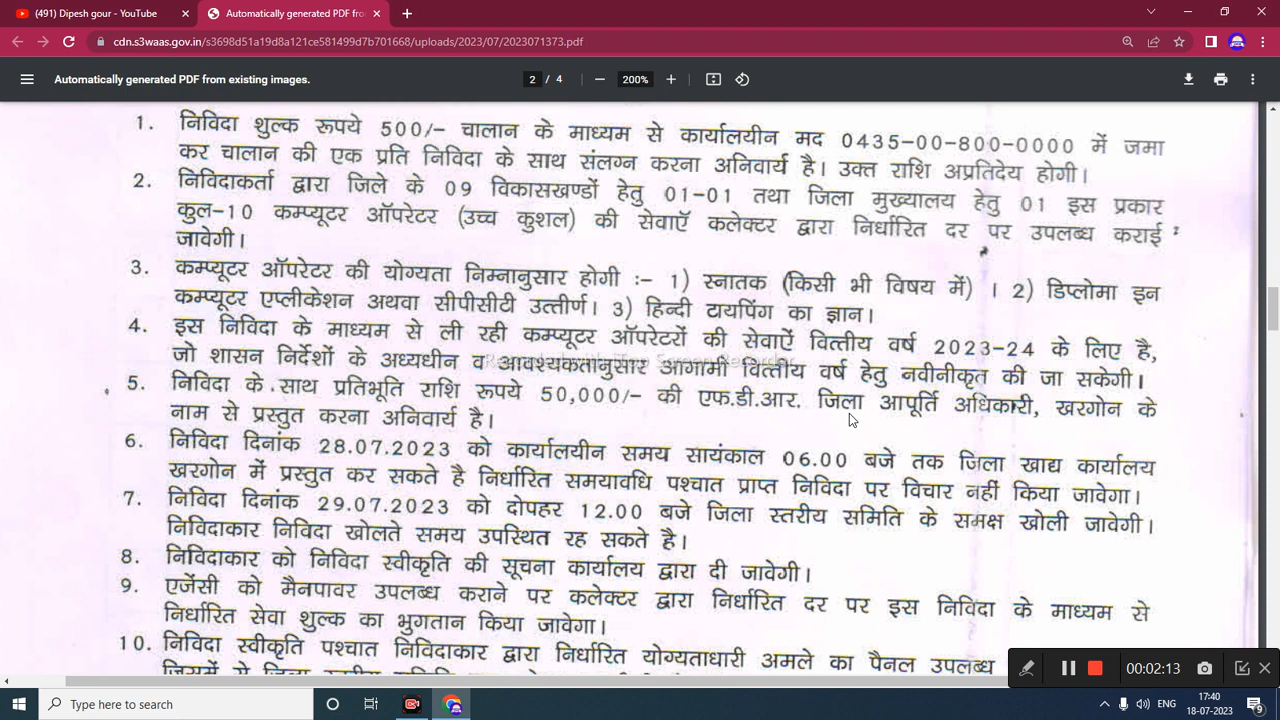 (491) Dipesh gour - YouTube
Automatically generated PDF fro
cdn.s3waas.gov.in/s3698d51a19d8a121ce581499d7b701668/uploads/2023/07/2023071373.pdf
Automatically generated PDF from existing images.
2 / 4
200%
1. निविदा शुल्क रूपये 500/- चालान के माध्यम से कार्यालयीन मद 0435-00-800-0000 में जमा
कर चालान की एक प्रति निविदा के साथ संलग्न करना अनिवार्य है। उक्त राशि अप्रतिदेय होगी।
2. निविदाकर्ता द्वारा जिले के 09 विकासखण्डों हेतु 01-01 तथा जिला मुख्यालय हेतु 01 इस प्रकार
कुल-10 कम्प्यूटर ऑपरेटर (उच्च कुशल) की सेवाऍ कलेक्टर द्वारा निर्धारित दर पर उपलब्ध कराई
जावेगी।
3. कम्प्यूटर ऑपरेटर की योग्यता निम्नानुसार होगी :- 1) स्नातक (किसी भी विषय में) । 2) डिप्लोमा इन
कम्प्यूटर एप्लीकेशन अथवा सीपीसीटी उत्तीर्ण। 3) हिन्दी टायपिंग का ज्ञान।
4. इस निविदा के माध्यम से ली रही कम्प्यूटर ऑपरेटरों की सेवाऐं वित्तीय वर्ष 2023-24 के लिए है,
जो शासन निर्देशों के अध्यधीन व आवश्यकतानुसार आगामी वित्तीय वर्ष हेतु नवीनीकृत की जा सकेगी।
Recorded with iTop Screen Recorder
5. निविदा के साथ प्रतिभूति राशि रूपये 50,000/- की एफ.डी.आर. जिला आपूर्ति अधिकारी, खरगोन के
नाम से प्रस्तुत करना अनिवार्य है।
6. निविदा दिनांक 28.07.2023 को कार्यालयीन समय सायंकाल 06.00 बजे तक जिला खाद्य कार्यालय
खरगोन में प्रस्तुत कर सकते है निर्धारित समयावधि पश्चात प्राप्त निविदा पर विचार नहीं किया जावेगा।
7. निविदा दिनांक 29.07.2023 को दोपहर 12.00 बजे जिला स्तरीय समिति के समक्ष खोली जावेगी।
निविदाकार निविदा खोलते समय उपस्थित रह सकते है।
8. निविदाकार को निविदा स्वीकृति की सूचना कार्यालय द्वारा दी जावेगी।
9. एजेंसी को मैनपावर उपलब्ध कराने पर कलेक्टर द्वारा निर्धारित दर पर इस निविदा के माध्यम से
निर्धारित सेवा शुल्क का भुगतान किया जावेगा।
10. निविदा स्वीकृति पश्चात निविदाकार द्वारा निर्धारित योग्यताधारी अमले का पैनल उपलब्ध
00:02:13
Type here to search
17:40
18-07-2023
9